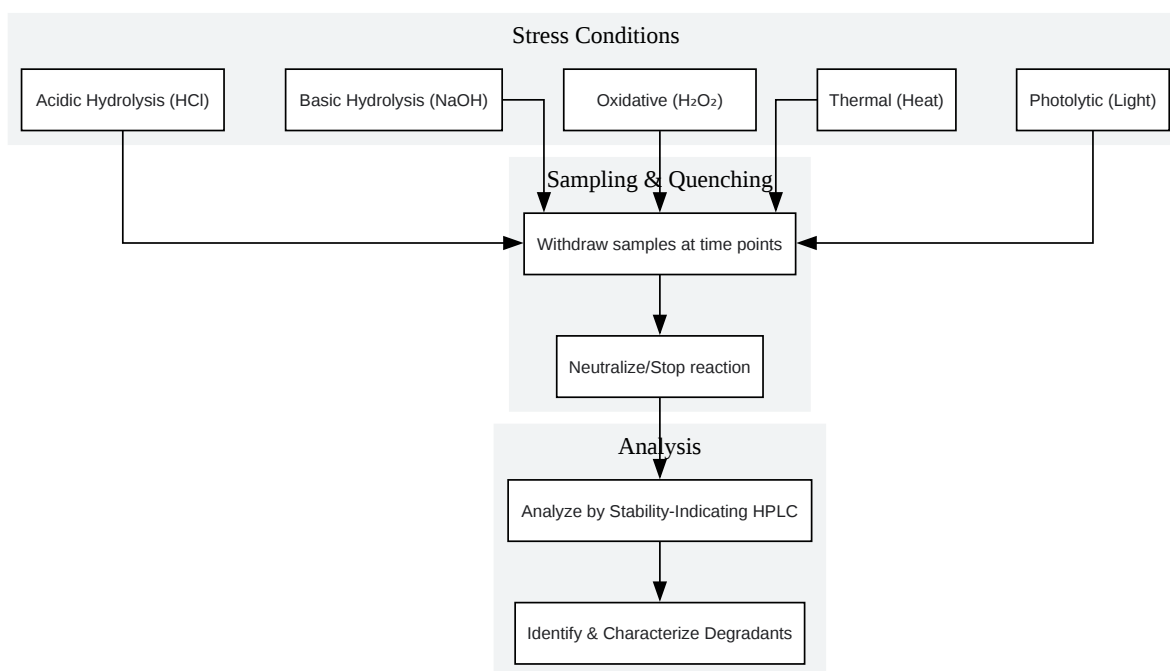 Stress Conditions
Acidic Hydrolysis (HCl)
Basic Hydrolysis (NaOH)
Oxidative (H₂O₂)
Thermal (Heat)
Photolytic (Light)
Sampling & Quenching
Withdraw samples at time points
Neutralize/Stop reaction
Analysis
Analyze by Stability-Indicating HPLC
Identify & Characterize Degradants